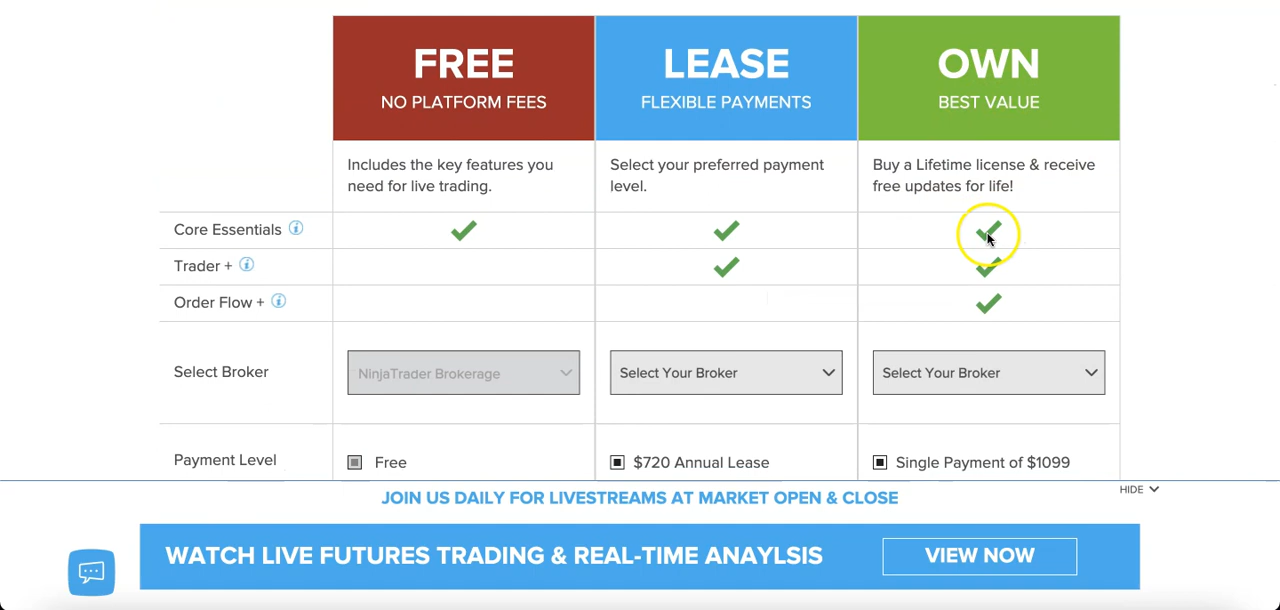 FREE
NO PLATFORM FEES
LEASE
FLEXIBLE PAYMENTS
OWN
BEST VALUE
Includes the key features you
need for live trading.
Select your preferred payment
level.
Buy a Lifetime license & receive
free updates for life!
Core Essentials i
Trader + i
Order Flow + i
Select Broker
NinjaTrader Brokerage
Select Your Broker
Select Your Broker
Payment Level
Free
$720 Annual Lease
Single Payment of $1099
JOIN US DAILY FOR LIVESTREAMS AT MARKET OPEN & CLOSE
HIDE
WATCH LIVE FUTURES TRADING & REAL-TIME ANAYLSIS
VIEW NOW